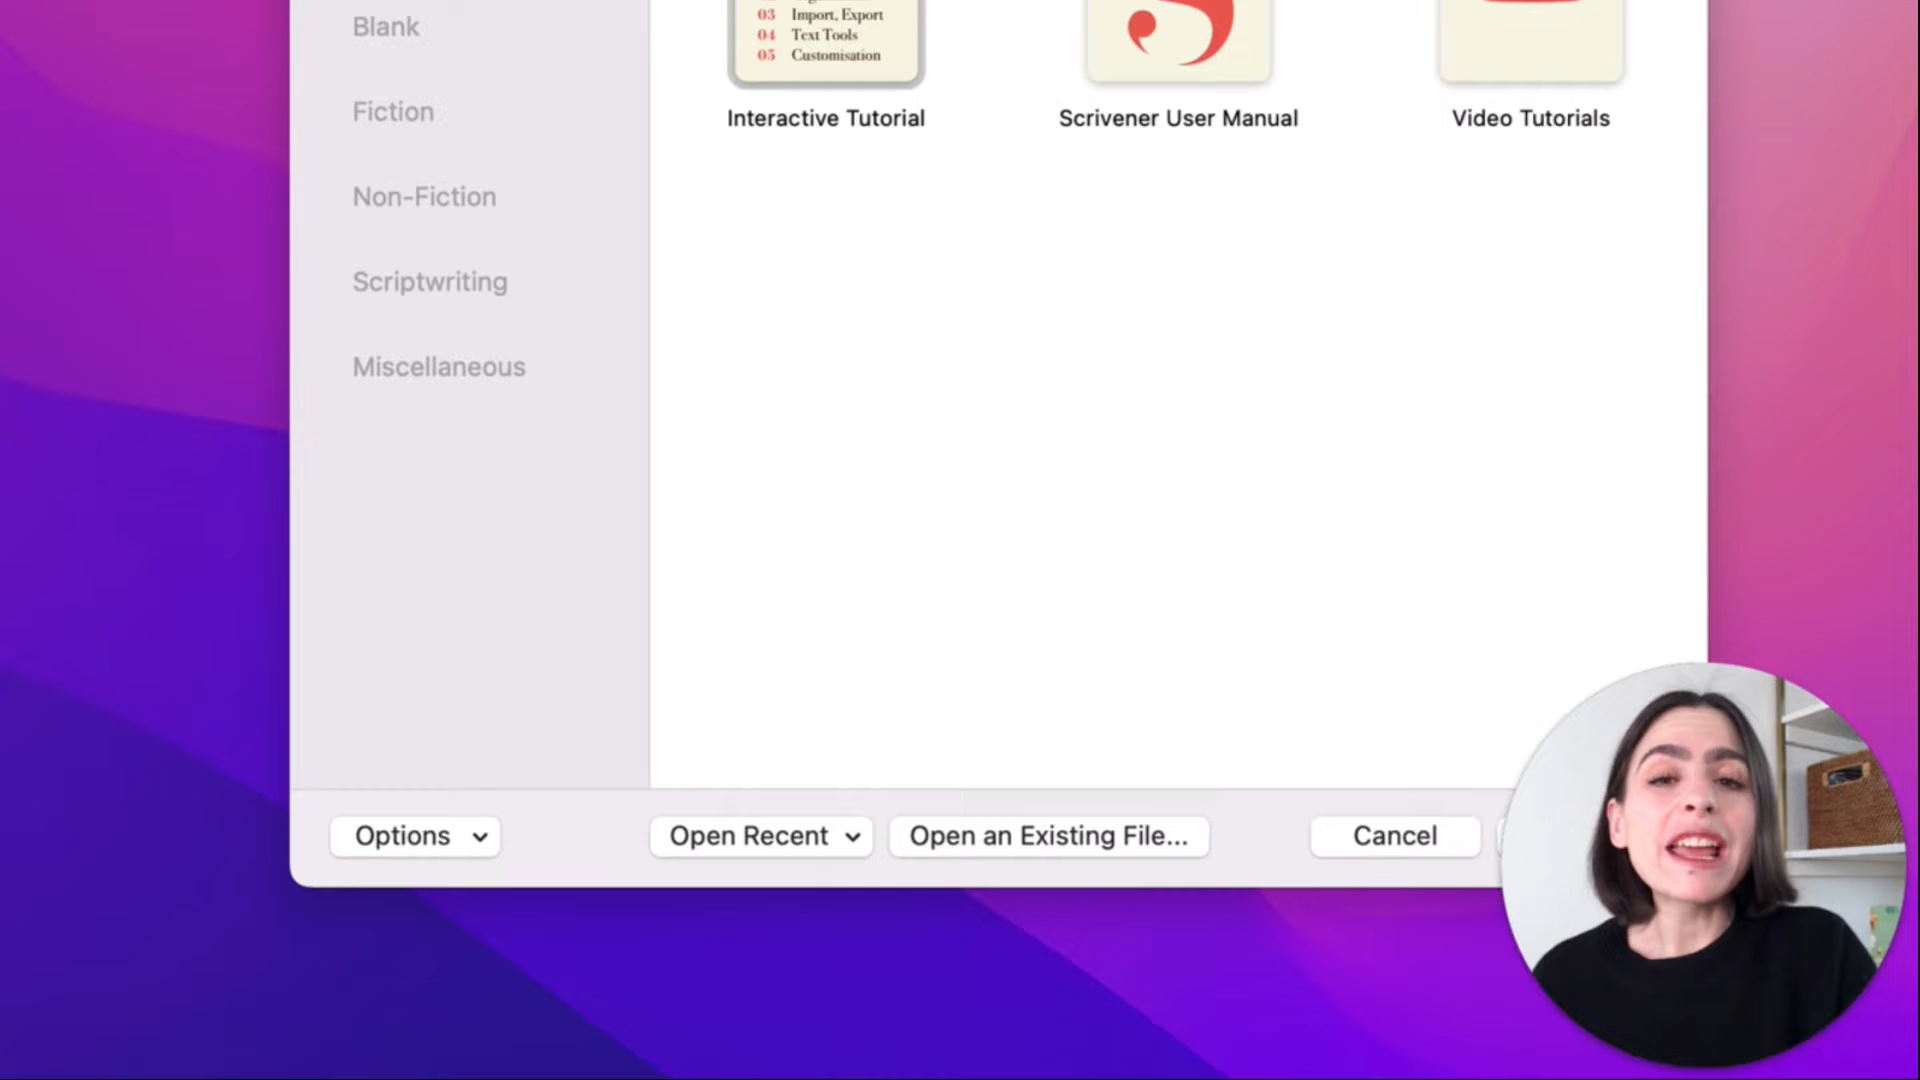 Blank
Fiction
Non-Fiction
Scriptwriting
Miscellaneous
03 Import, Export
04 Text Tools
05 Customisation
Interactive Tutorial
Scrivener User Manual
Video Tutorials
Options
Open Recent
Open an Existing File...
Cancel